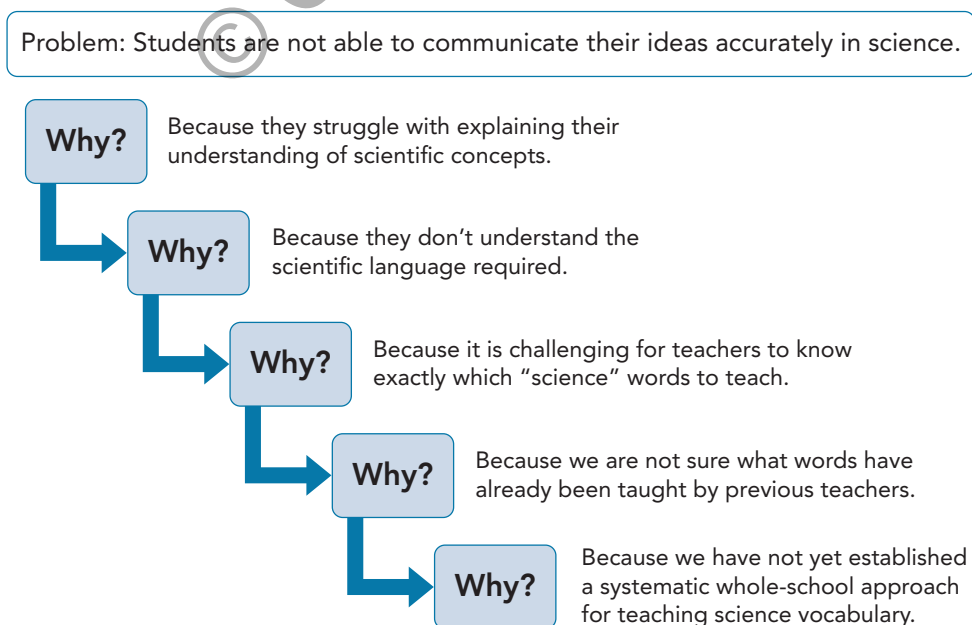 Problem: Students are not able to communicate their ideas accurately in science.
Why?
Because they struggle with explaining their
understanding of scientific concepts.
Why?
Because they don’t understand the
scientific language required.
Why?
Because it is challenging for teachers to know
exactly which “science” words to teach.
Why?
Because we are not sure what words have
already been taught by previous teachers.
Why?
Because we have not yet established
a systematic whole-school approach
for teaching science vocabulary.